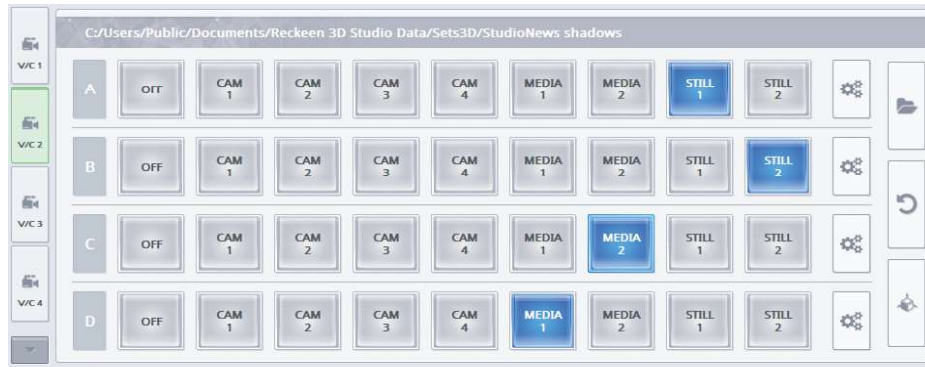 C:/Users/Public/Documents/Reckeen 3D Studio Data/Sets3D/StudioNews shadows
V/C 1
A
OFF
CAM 1
CAM 2
CAM 3
CAM 4
MEDIA 1
MEDIA 2
STILL 1
STILL 2
V/C 2
B
OFF
CAM 1
CAM 2
CAM 3
CAM 4
MEDIA 1
MEDIA 2
STILL 1
STILL 2
V/C 3
C
OFF
CAM 1
CAM 2
CAM 3
CAM 4
MEDIA 1
MEDIA 2
STILL 1
STILL 2
V/C 4
D
OFF
CAM 1
CAM 2
CAM 3
CAM 4
MEDIA 1
MEDIA 2
STILL 1
STILL 2